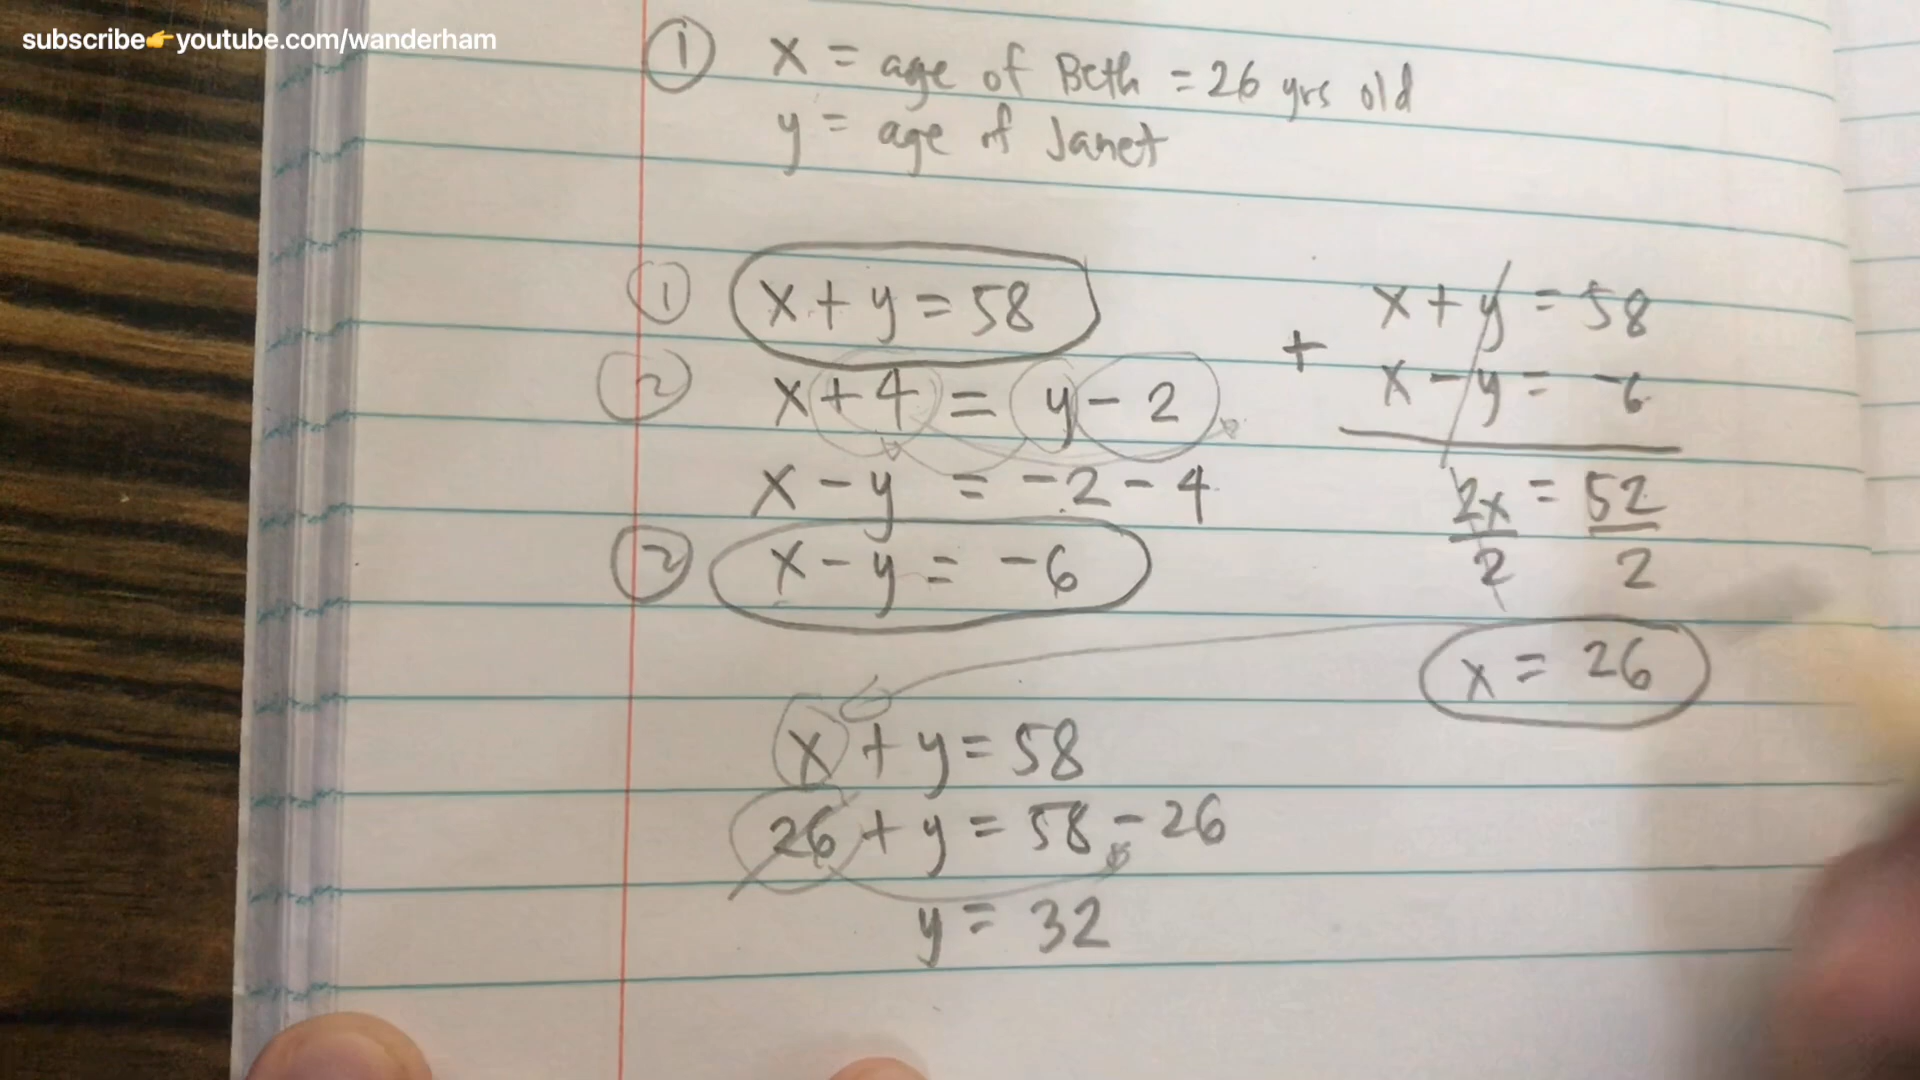 subscribe👉youtube.com/wanderham
① x = age of Beth = 26 yrs old
y = age of Janet
① x + y = 58
② x + 4 = y - 2
x - y = -2 - 4
② x - y = -6
x + y = 58
26 + y = 58 - 26
y = 32
x + y = 58
+ x - y = -6
2x = 52
2 2
x = 26